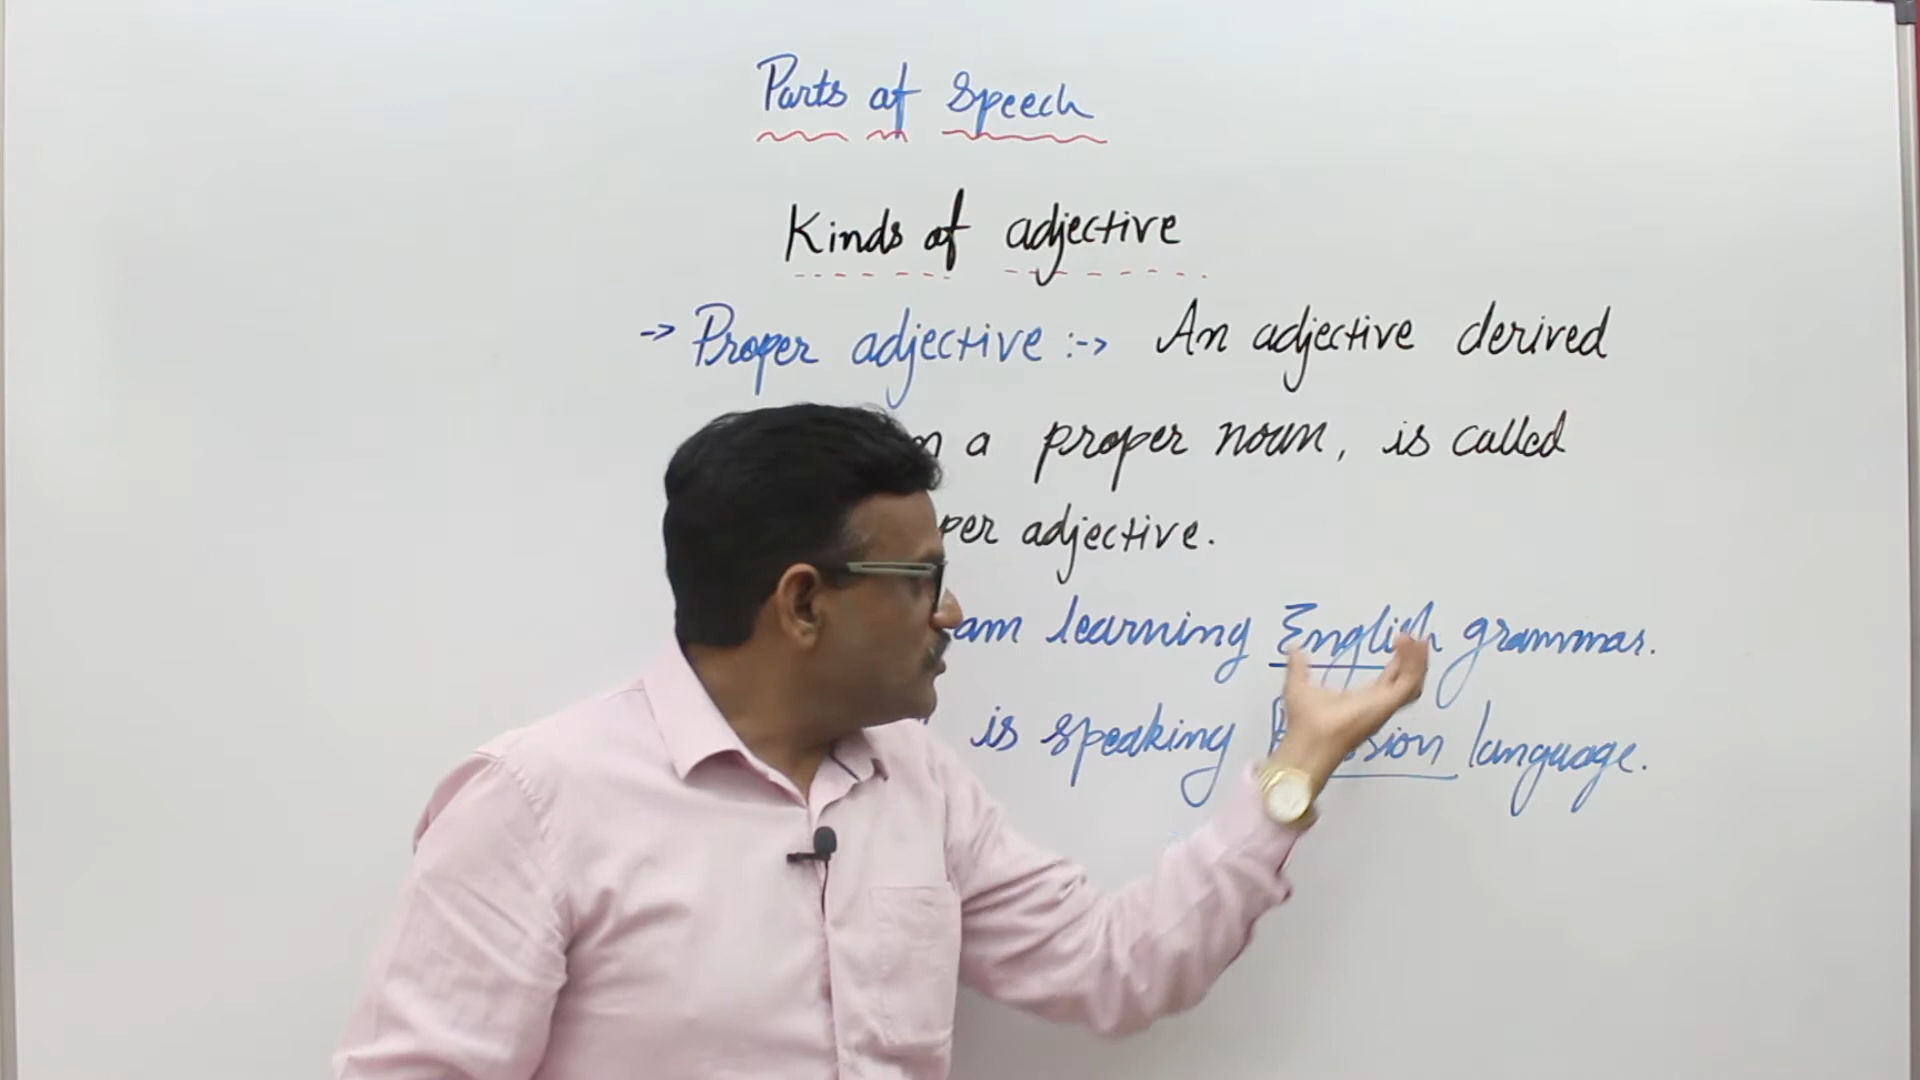 Parts of speech
Kinds of adjective
→ Proper adjective :→ An adjective derived
a proper noun, is called
adjective.
am learning English grammar.
is speaking language.